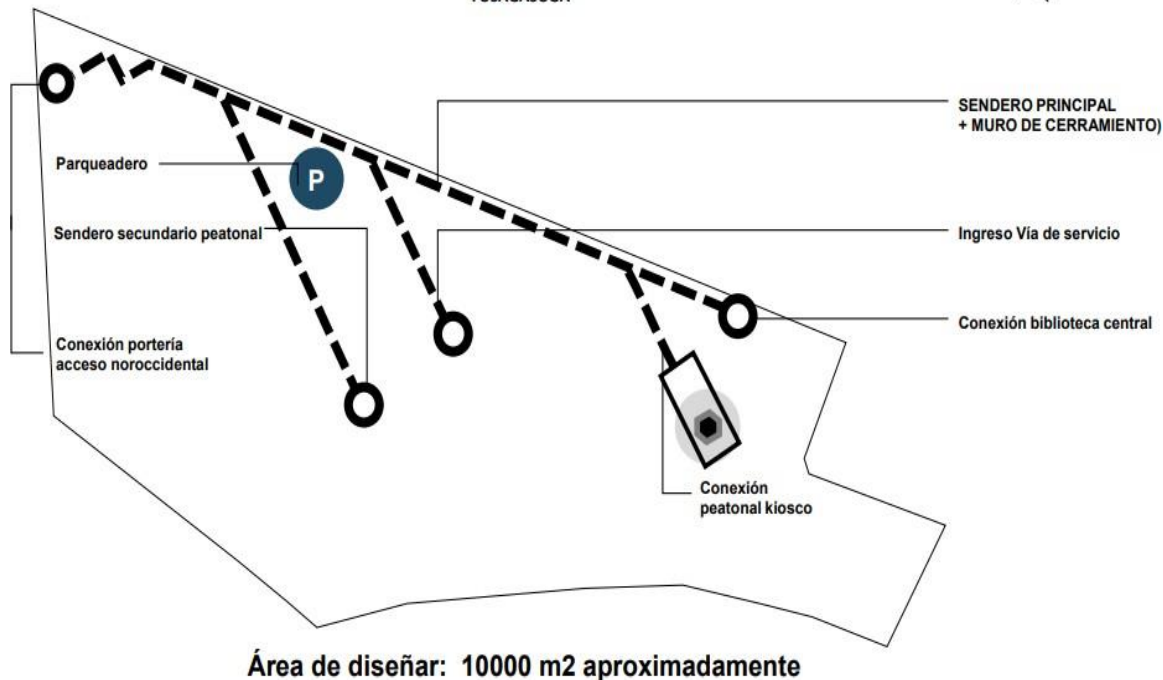 SENDERO PRINCIPAL
+ MURO DE CERRAMIENTO)
Parqueadero
P
Sendero secundario peatonal
Ingreso Vía de servicio
Conexión biblioteca central
Conexión portería
acceso noroccidental
Conexión
peatonal kiosco
Área de diseñar: 10000 m2 aproximadamente